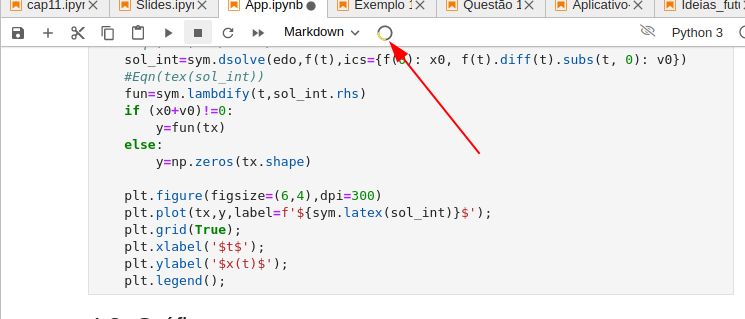 cap11.ipyn Slides.ipyn App.ipynb Exemplo 1 Questão 1 Aplicativo- Ideias_fut
Markdown Python 3
sol_int=sym.dsolve(edo,f(t),ics={f(0): x0, f(t).diff(t).subs(t, 0): v0})
#Eqn(tex(sol_int))
fun=sym.lambdify(t,sol_int.rhs)
if (x0+v0)!=0:
    y=fun(tx)
else:
    y=np.zeros(tx.shape)
plt.figure(figsize=(6,4),dpi=300)
plt.plot(tx,y,label=f'${sym.latex(sol_int)}$');
plt.grid(True);
plt.xlabel('$t$');
plt.ylabel('$x(t)$');
plt.legend();